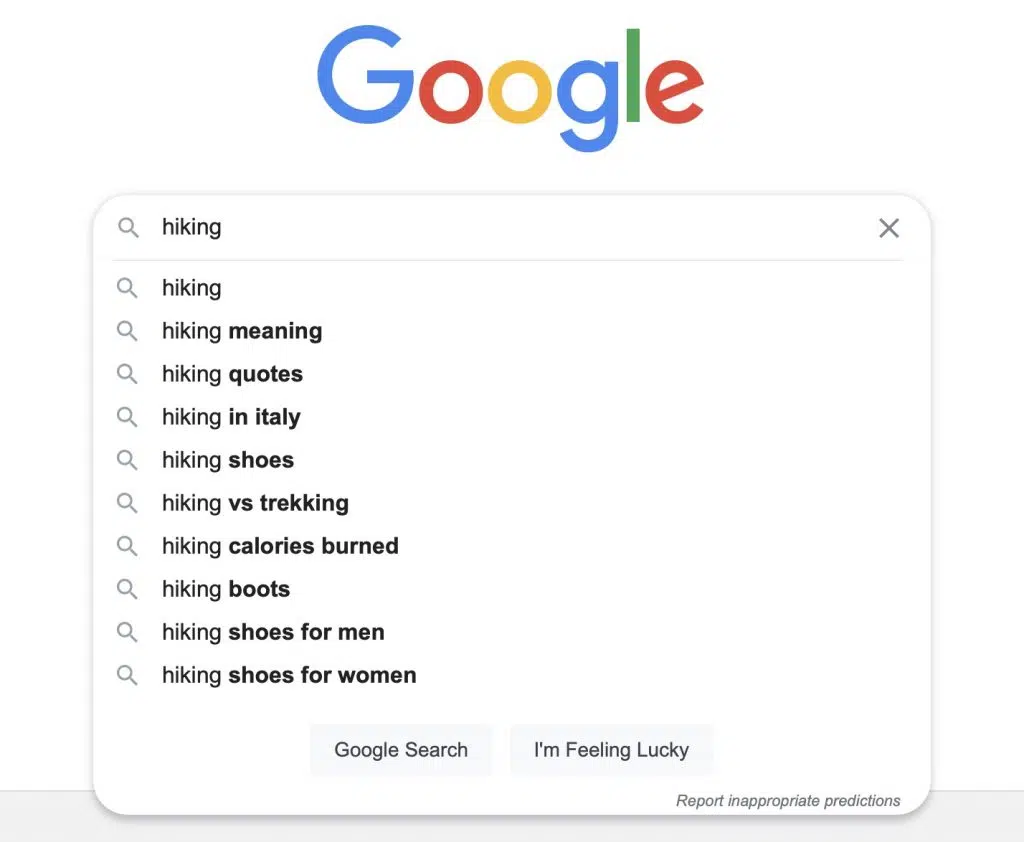 Google
hiking
hiking
hiking meaning
hiking quotes
hiking in italy
hiking shoes
hiking vs trekking
hiking calories burned
hiking boots
hiking shoes for men
hiking shoes for women
Google Search I'm Feeling Lucky
Report inappropriate predictions